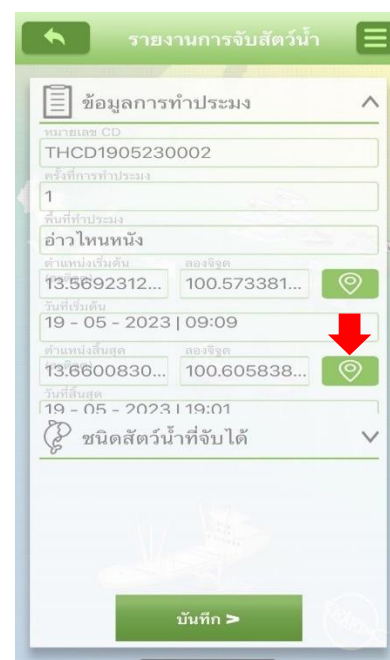 รายงานการจับสัตว์น้ำ
ข้อมูลการทำประมง
หมายเลข CD
THCD1905230002
ครั้งที่การทำประมง
1
พื้นที่ทำประมง
อ่าวไหนหนัง
ตำแหน่งเริ่มต้น ลองจิจูด
13.5692312... 100.573381...
วันที่เริ่มต้น
19 - 05 - 2023 | 09:09
ตำแหน่งสิ้นสุด ลองจิจูด
13.6600830... 100.605838...
วันที่สิ้นสุด
19 - 05 - 2023 | 19:01
ชนิดสัตว์น้ำที่จับได้
บันทึก >